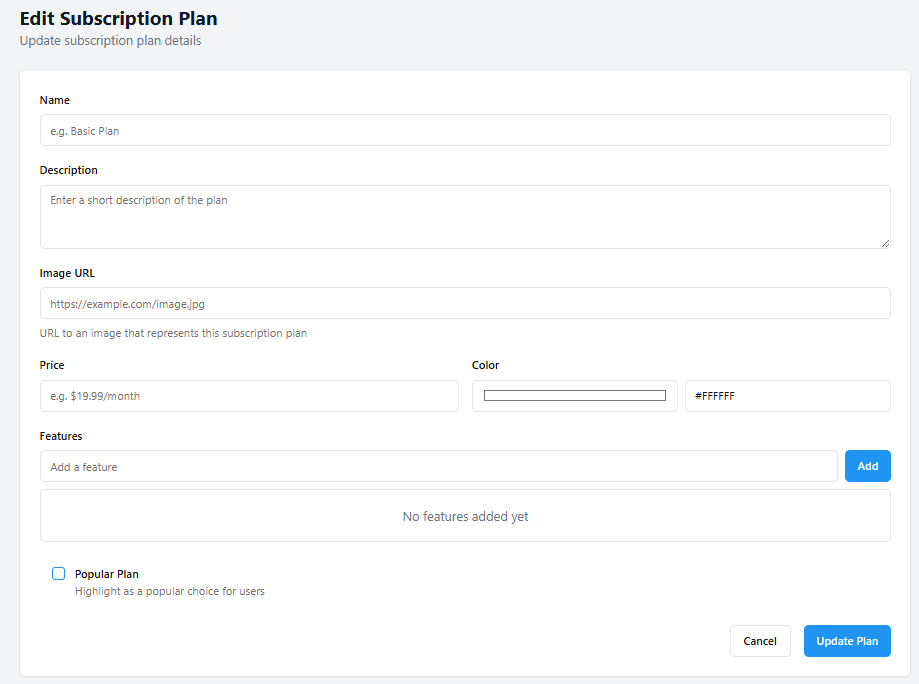 Edit Subscription Plan
Update subscription plan details
Name
e.g. Basic Plan
Description
Enter a short description of the plan
Image URL
https://example.com/image.jpg
URL to an image that represents this subscription plan
Price
Color
e.g. $19.99/month
#FFFFFF
Features
Add a feature
Add
No features added yet
Popular Plan
Highlight as a popular choice for users
Cancel
Update Plan